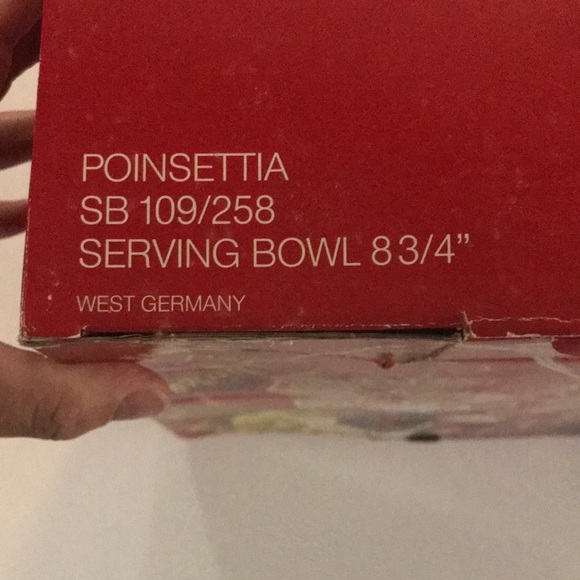 POINSETTIA
SB 109/258
SERVING BOWL 8 3/4”
WEST GERMANY